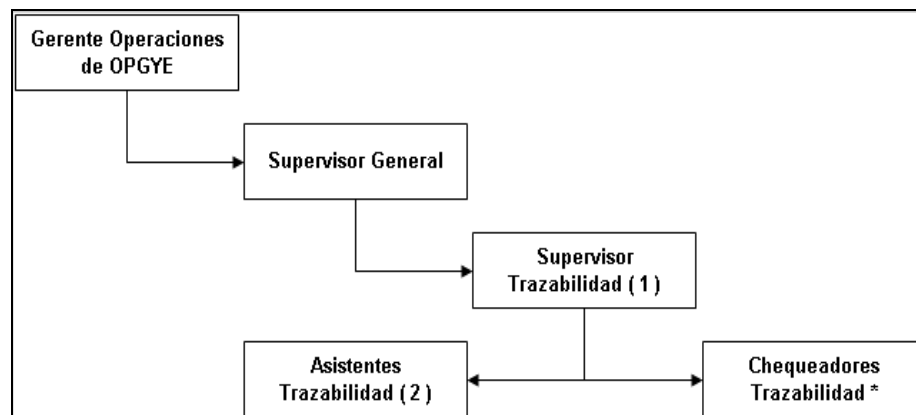 Gerente Operaciones
de OPGYE
Supervisor General
Supervisor
Trazabilidad ( 1 )
Asistentes
Trazabilidad ( 2 )
Chequeadores
Trazabilidad *